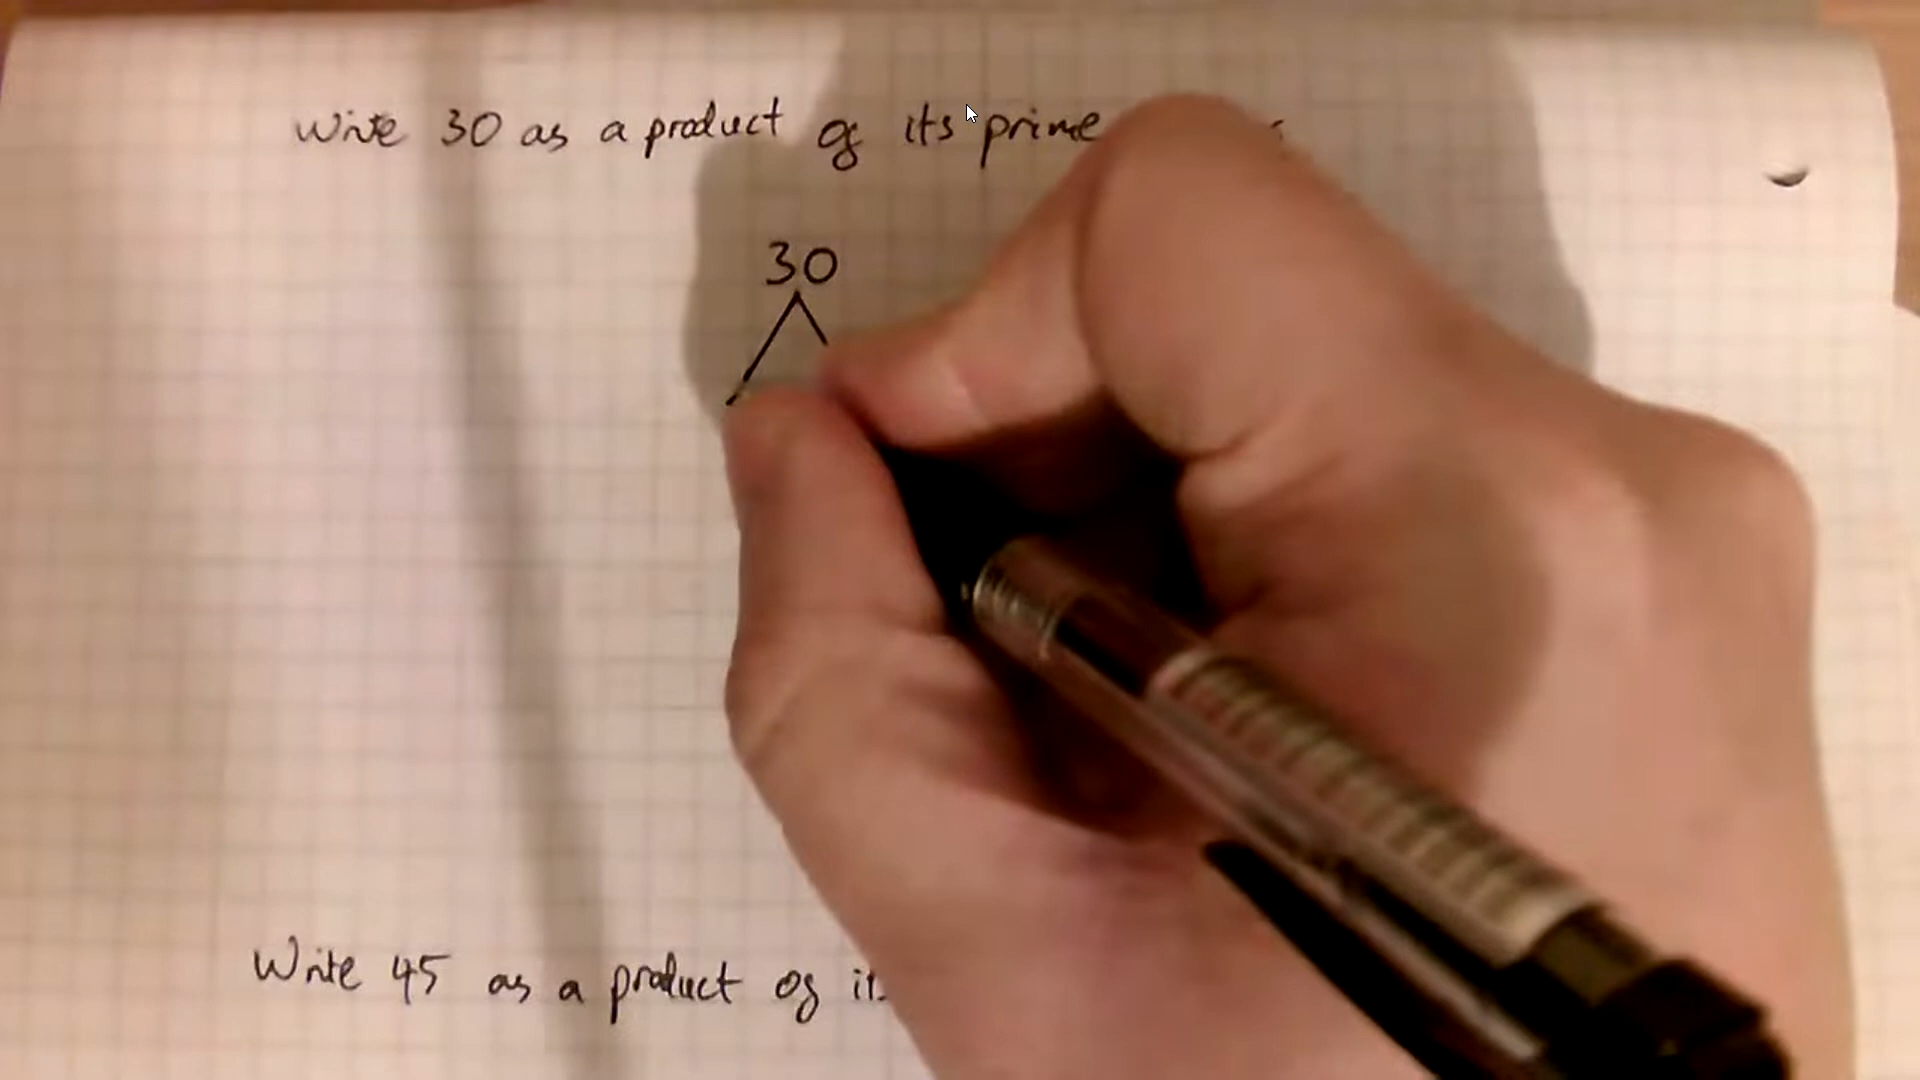 Write 30 as a product of its prime
30
Write 45 as a product of